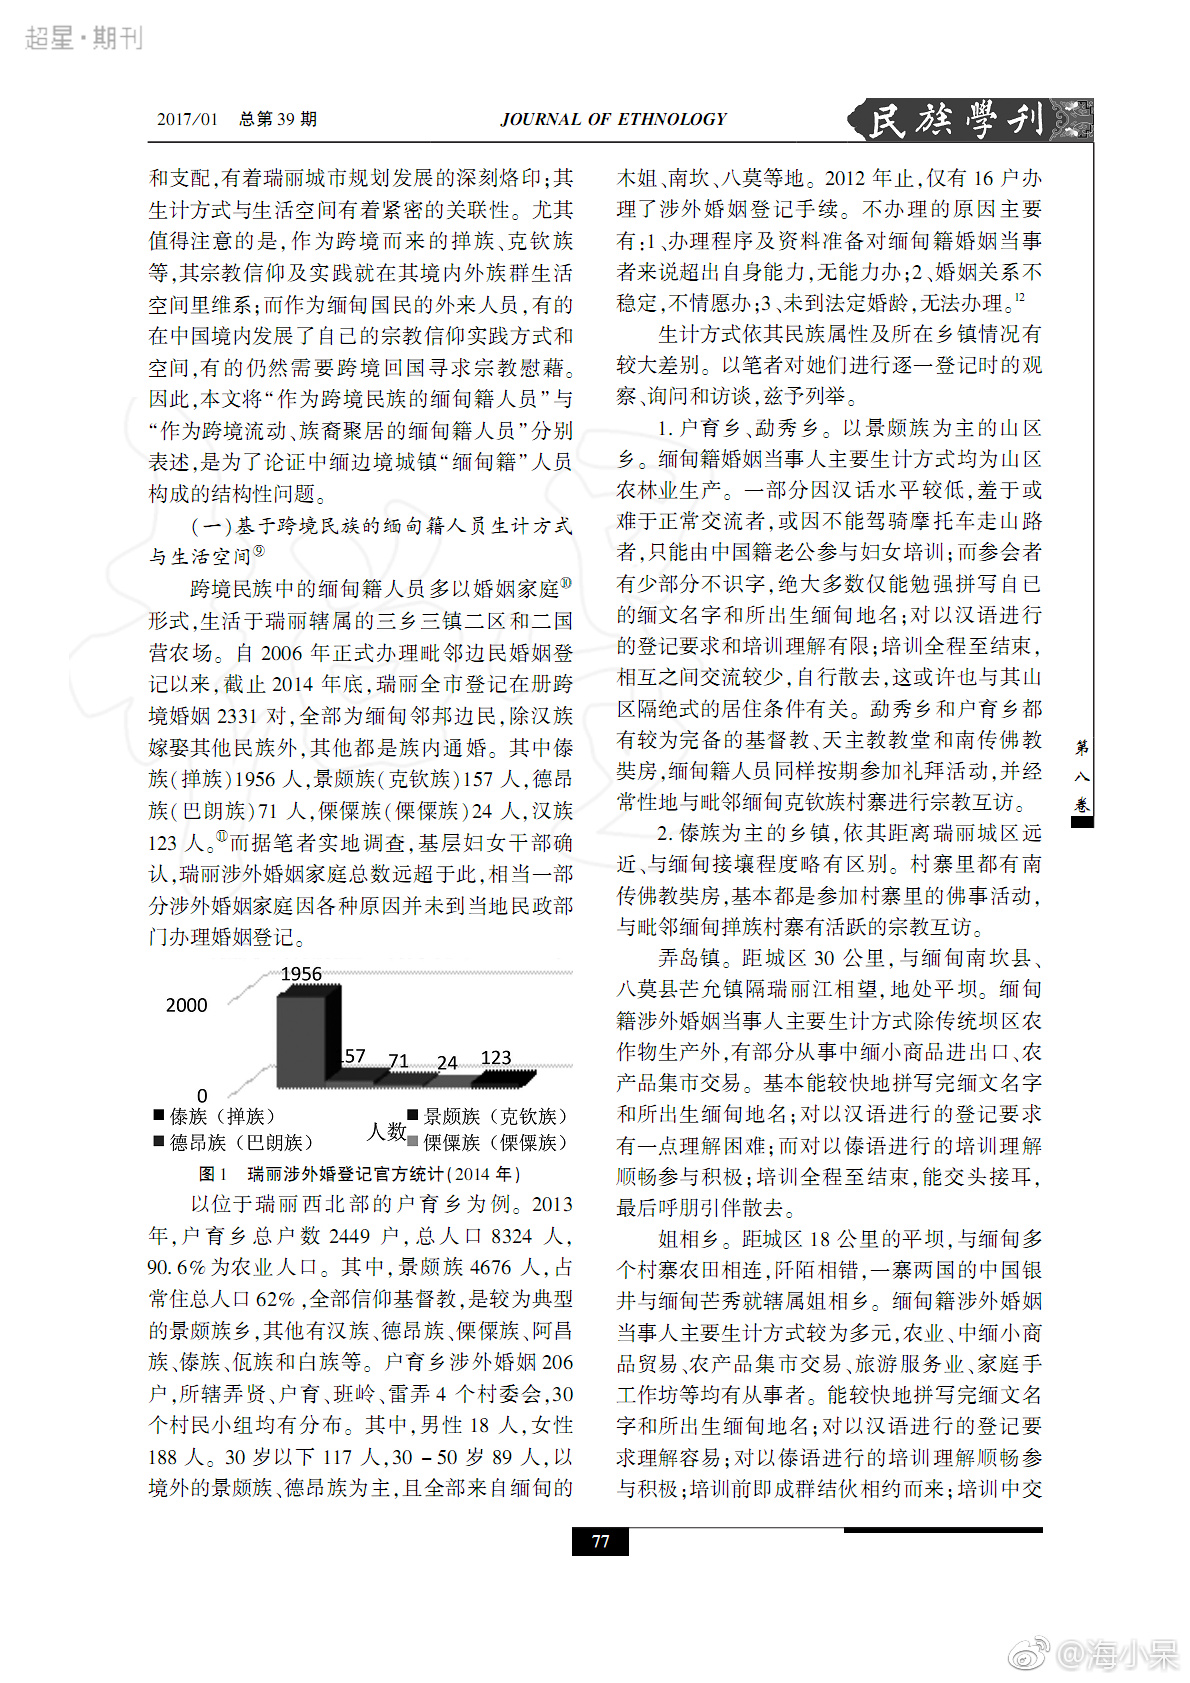 超星·期刊
2017/01 总第 39 期
JOURNAL OF ETHNOLOGY
民族學刊
和支配,有着瑞丽城市规划发展的深刻烙印;其
生计方式与生活空间有着紧密的关联性。尤其
值得注意的是,作为跨境而来的掸族、克钦族
等,其宗教信仰及实践就在其境内外族群生活
空间里维系;而作为缅甸国民的外来人员,有的
在中国境内发展了自己的宗教信仰实践方式和
空间,有的仍然需要跨境回国寻求宗教慰藉。
因此,本文将“作为跨境民族的缅甸籍人员”与
“作为跨境流动、族裔聚居的缅甸籍人员”分别
表述,是为了论证中缅边境城镇“缅甸籍”人员
构成的结构性问题。
(一)基于跨境民族的缅甸籍人员生计方式
与生活空间⑨
跨境民族中的缅甸籍人员多以婚姻家庭⑩
形式,生活于瑞丽辖属的三乡三镇二区和二国
营农场。自 2006 年正式办理毗邻边民婚姻登
记以来,截止 2014 年底,瑞丽全市登记在册跨
境婚姻 2331 对,全部为缅甸邻邦边民,除汉族
嫁娶其他民族外,其他都是族内通婚。其中傣
族(掸族)1956 人,景颇族(克钦族)157 人,德昂
族(巴朗族)71 人,傈僳族(傈僳族)24 人,汉族
123 人。⑪而据笔者实地调查,基层妇女干部确
认,瑞丽涉外婚姻家庭总数远超于此,相当一部
分涉外婚姻家庭因各种原因并未到当地民政部
门办理婚姻登记。
1956
2000
157 71 24 123
0
傣族（掸族） 景颇族（克钦族）
人数
德昂族（巴朗族） 傈僳族（傈僳族）
图 1 瑞丽涉外婚登记官方统计(2014 年)
以位于瑞丽西北部的户育乡为例。2013
年,户育乡总户数 2449 户,总人口 8324 人,
90.6%为农业人口。其中,景颇族 4676 人,占
常住总人口 62%,全部信仰基督教,是较为典型
的景颇族乡,其他有汉族、德昂族、傈僳族、阿昌
族、傣族、佤族和白族等。户育乡涉外婚姻 206
户,所辖弄贤、户育、班岭、雷弄 4 个村委会,30
个村民小组均有分布。其中,男性 18 人,女性
188 人。30 岁以下 117 人,30 - 50 岁 89 人,以
境外的景颇族、德昂族为主,且全部来自缅甸的
木姐、南坎、八莫等地。2012 年止,仅有 16 户办
理了涉外婚姻登记手续。不办理的原因主要
有:1、办理程序及资料准备对缅甸籍婚姻当事
者来说超出自身能力,无能力办;2、婚姻关系不
稳定,不情愿办;3、未到法定婚龄,无法办理。12
生计方式依其民族属性及所在乡镇情况有
较大差别。以笔者对她们进行逐一登记时的观
察、询问和访谈,兹予列举。
1. 户育乡、勐秀乡。以景颇族为主的山区
乡。缅甸籍婚姻当事人主要生计方式均为山区
农林业生产。一部分因汉话水平较低,羞于或
难于正常交流者,或因不能驾骑摩托车走山路
者,只能由中国籍老公参与妇女培训;而参会者
有少部分不识字,绝大多数仅能勉强拼写自己
的缅文名字和所出生缅甸地名;对以汉语进行
的登记要求和培训理解有限;培训全程至结束,
相互之间交流较少,自行散去,这或许也与其山
区隔绝式的居住条件有关。勐秀乡和户育乡都
有较为完备的基督教、天主教教堂和南传佛教
奘房,缅甸籍人员同样按期参加礼拜活动,并经
常性地与毗邻缅甸克钦族村寨进行宗教互访。
2. 傣族为主的乡镇,依其距离瑞丽城区远
近、与缅甸接壤程度略有区别。村寨里都有南
传佛教奘房,基本都是参加村寨里的佛事活动,
与毗邻缅甸掸族村寨有活跃的宗教互访。
弄岛镇。距城区 30 公里,与缅甸南坎县、
八莫县芒允镇隔瑞丽江相望,地处平坝。缅甸
籍涉外婚姻当事人主要生计方式除传统坝区农
作物生产外,有部分从事中缅小商品进出口、农
产品集市交易。基本能较快地拼写完缅文名字
和所出生缅甸地名;对以汉语进行的登记要求
有一点理解困难;而对以傣语进行的培训理解
顺畅参与积极;培训全程至结束,能交头接耳,
最后呼朋引伴散去。
姐相乡。距城区 18 公里的平坝,与缅甸多
个村寨农田相连,阡陌相错,一寨两国的中国银
井与缅甸芒秀就辖属姐相乡。缅甸籍涉外婚姻
当事人主要生计方式较为多元,农业、中缅小商
品贸易、农产品集市交易、旅游服务业、家庭手
工作坊等均有从事者。能较快地拼写完缅文名
字和所出生缅甸地名;对以汉语进行的登记要
求理解容易;对以傣语进行的培训理解顺畅参
与积极;培训前即成群结伙相约而来;培训中交
第八卷
77
@海小呆